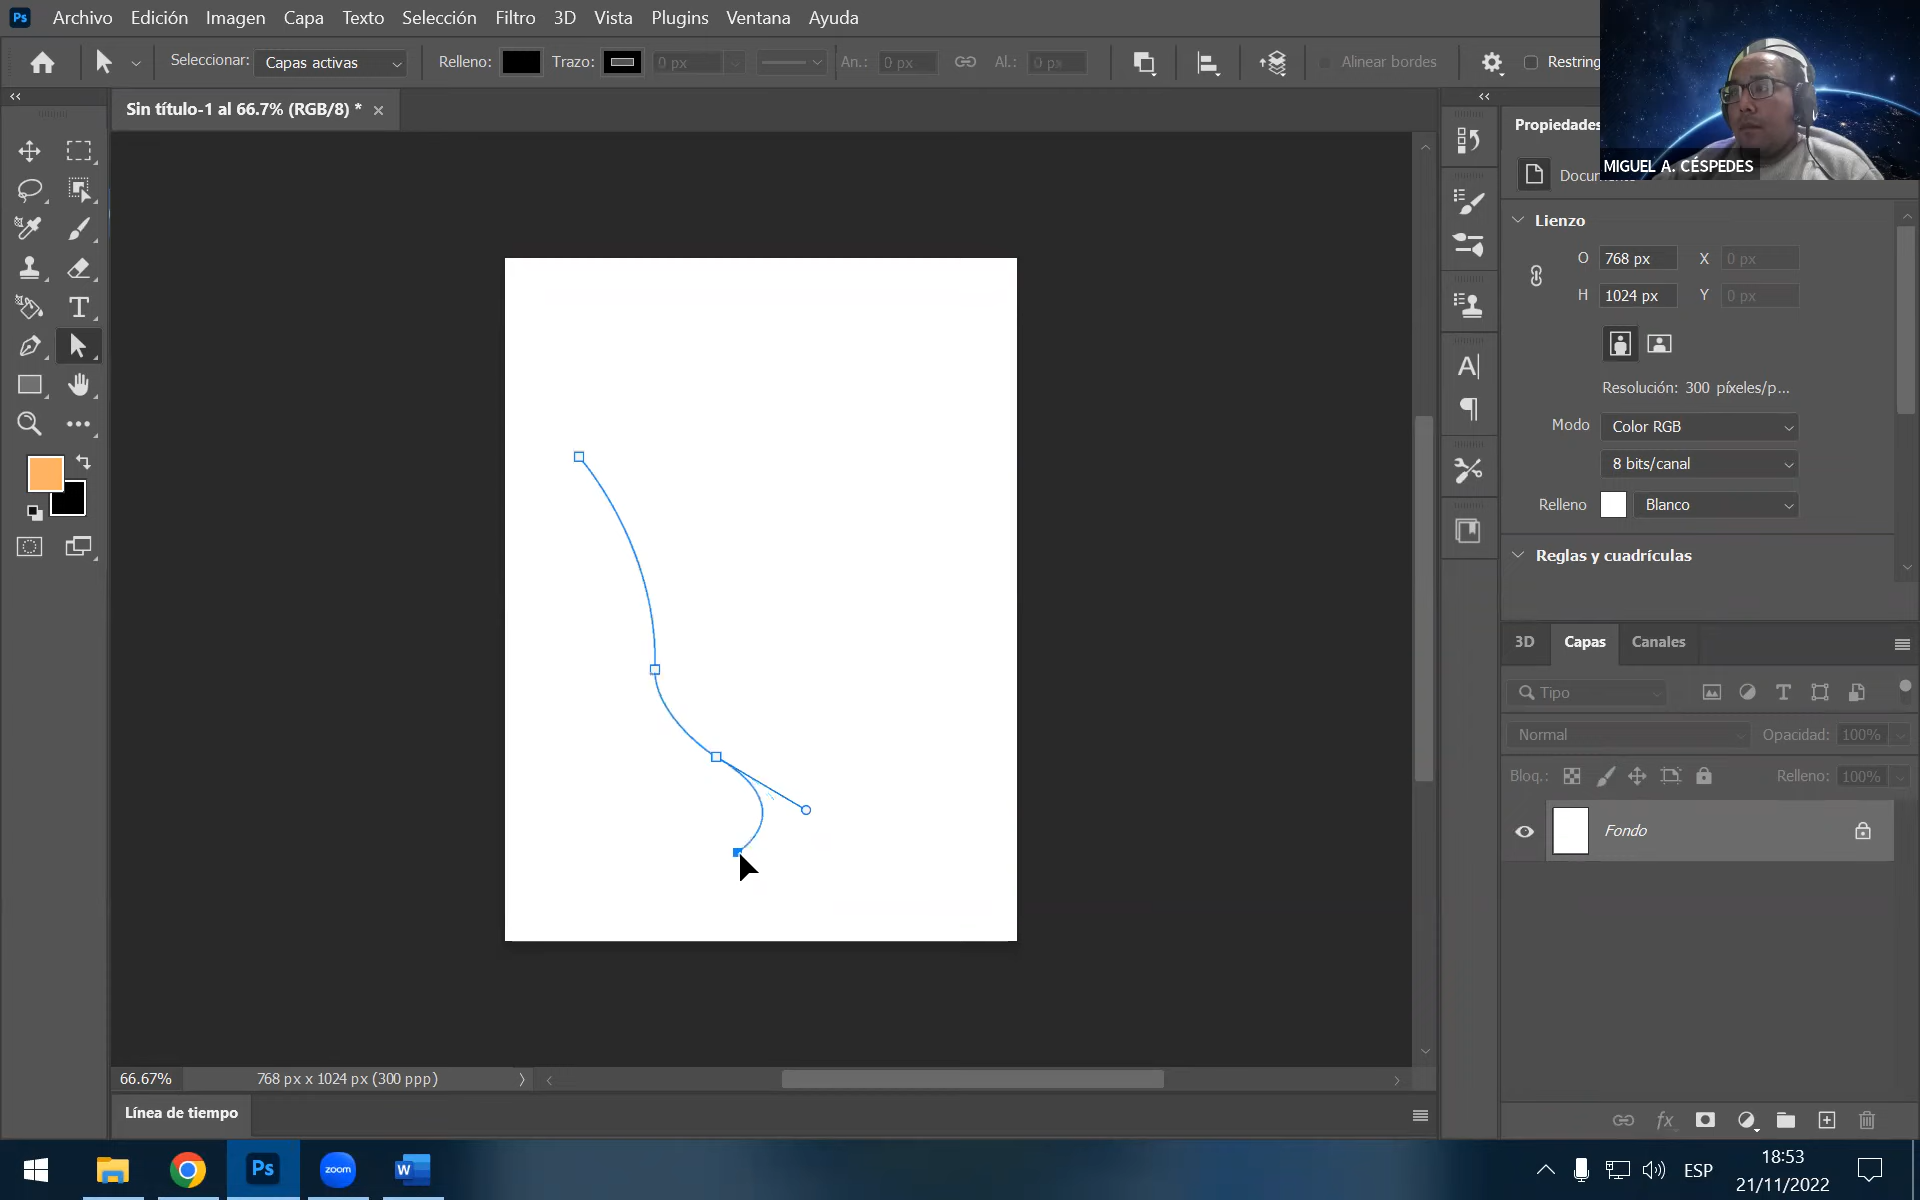 Ps Archivo Edición Imagen Capa Texto Selección Filtro 3D Vista Plugins Ventana Ayuda
Seleccionar: Capas activas Relleno: Trazo: 0 px An.: 0 px Al.: 0 px Alinear bordes Restring
Sin título-1 al 66.7% (RGB/8) *
Propiedades
MIGUEL A. CÉSPEDES
Lienzo
O 768 px X 0 px
H 1024 px Y 0 px
Resolución: 300 píxeles/p...
Modo Color RGB
8 bits/canal
Relleno Blanco
Reglas y cuadrículas
3D Capas Canales
Tipo
Normal Opacidad: 100%
Bloq.: Relleno: 100%
Fondo
66.67% 768 px x 1024 px (300 ppp)
Línea de tiempo
Ps zoom W ESP 18:53
21/11/2022